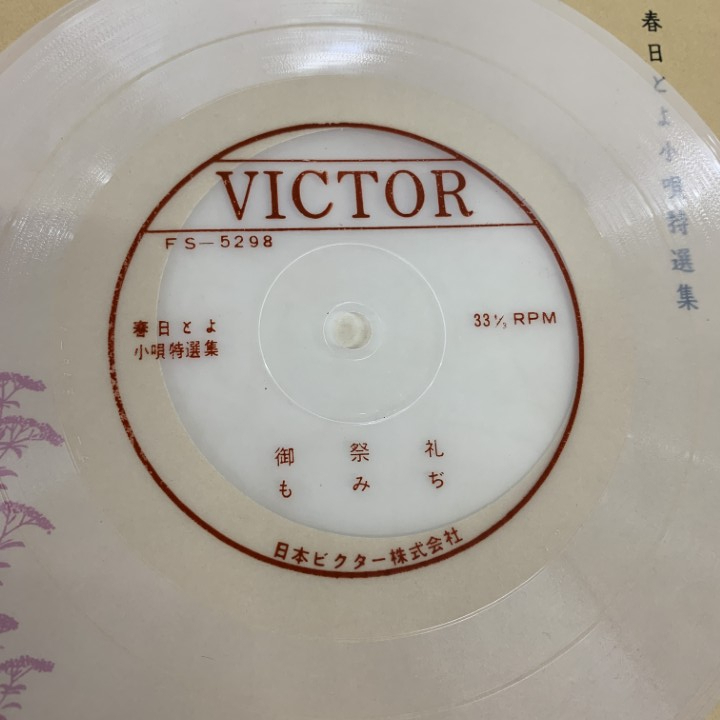 春日とよ小唄特選集
VICTOR
FS-5298
春日とよ
小唄特選集
33 1/3 RPM
御祭礼
もみぢ
日本ビクター株式会社